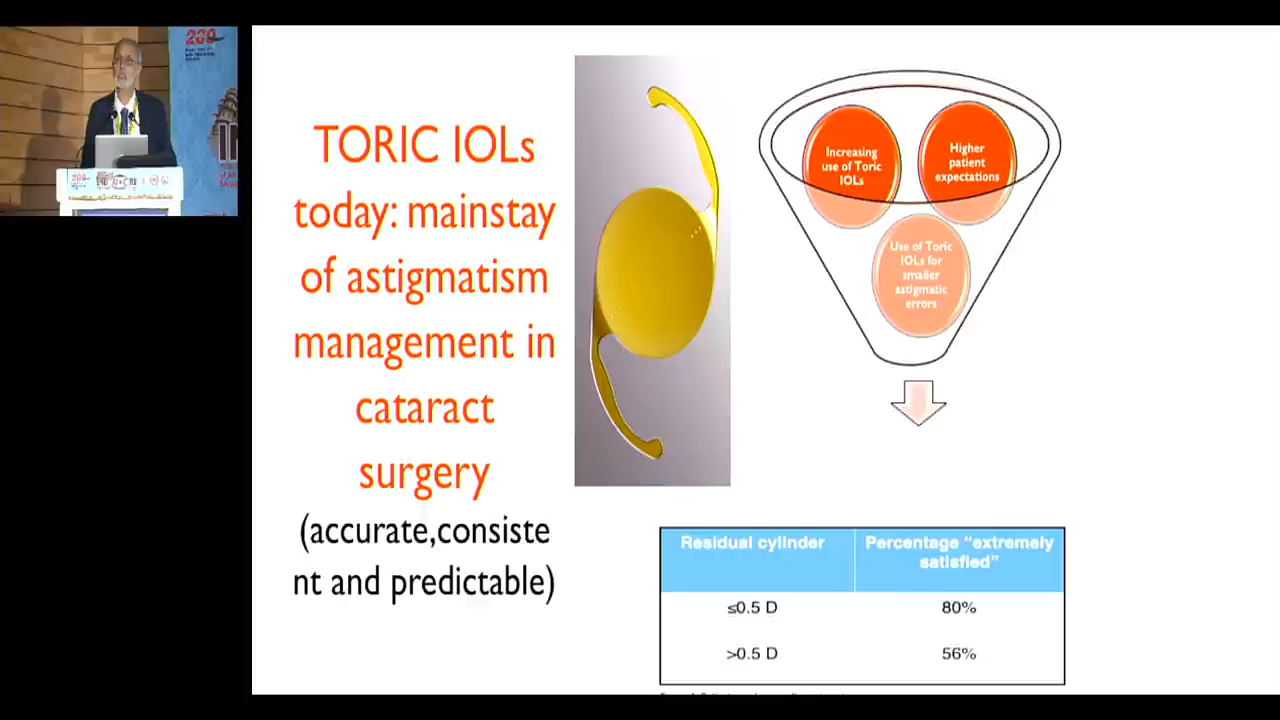 TORIC IOLs
today: mainstay
of astigmatism
management in
cataract
surgery
(accurate,consiste
nt and predictable)
Increasing
use of Toric
IOLs
Higher
patient
expectations
Use of Toric
IOLs for
smaller
astigmatic
errors
Residual cylinder
Percentage “extremely
satisfied”
≤0.5 D
80%
>0.5 D
56%